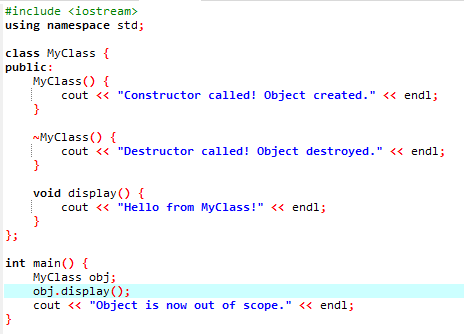 #include <iostream>
using namespace std;

class MyClass {
public:
    MyClass() {
        cout << "Constructor called! Object created." << endl;
    }

    ~MyClass() {
        cout << "Destructor called! Object destroyed." << endl;
    }

    void display() {
        cout << "Hello from MyClass!" << endl;
    }
};

int main() {
    MyClass obj;
    obj.display();
    cout << "Object is now out of scope." << endl;
}